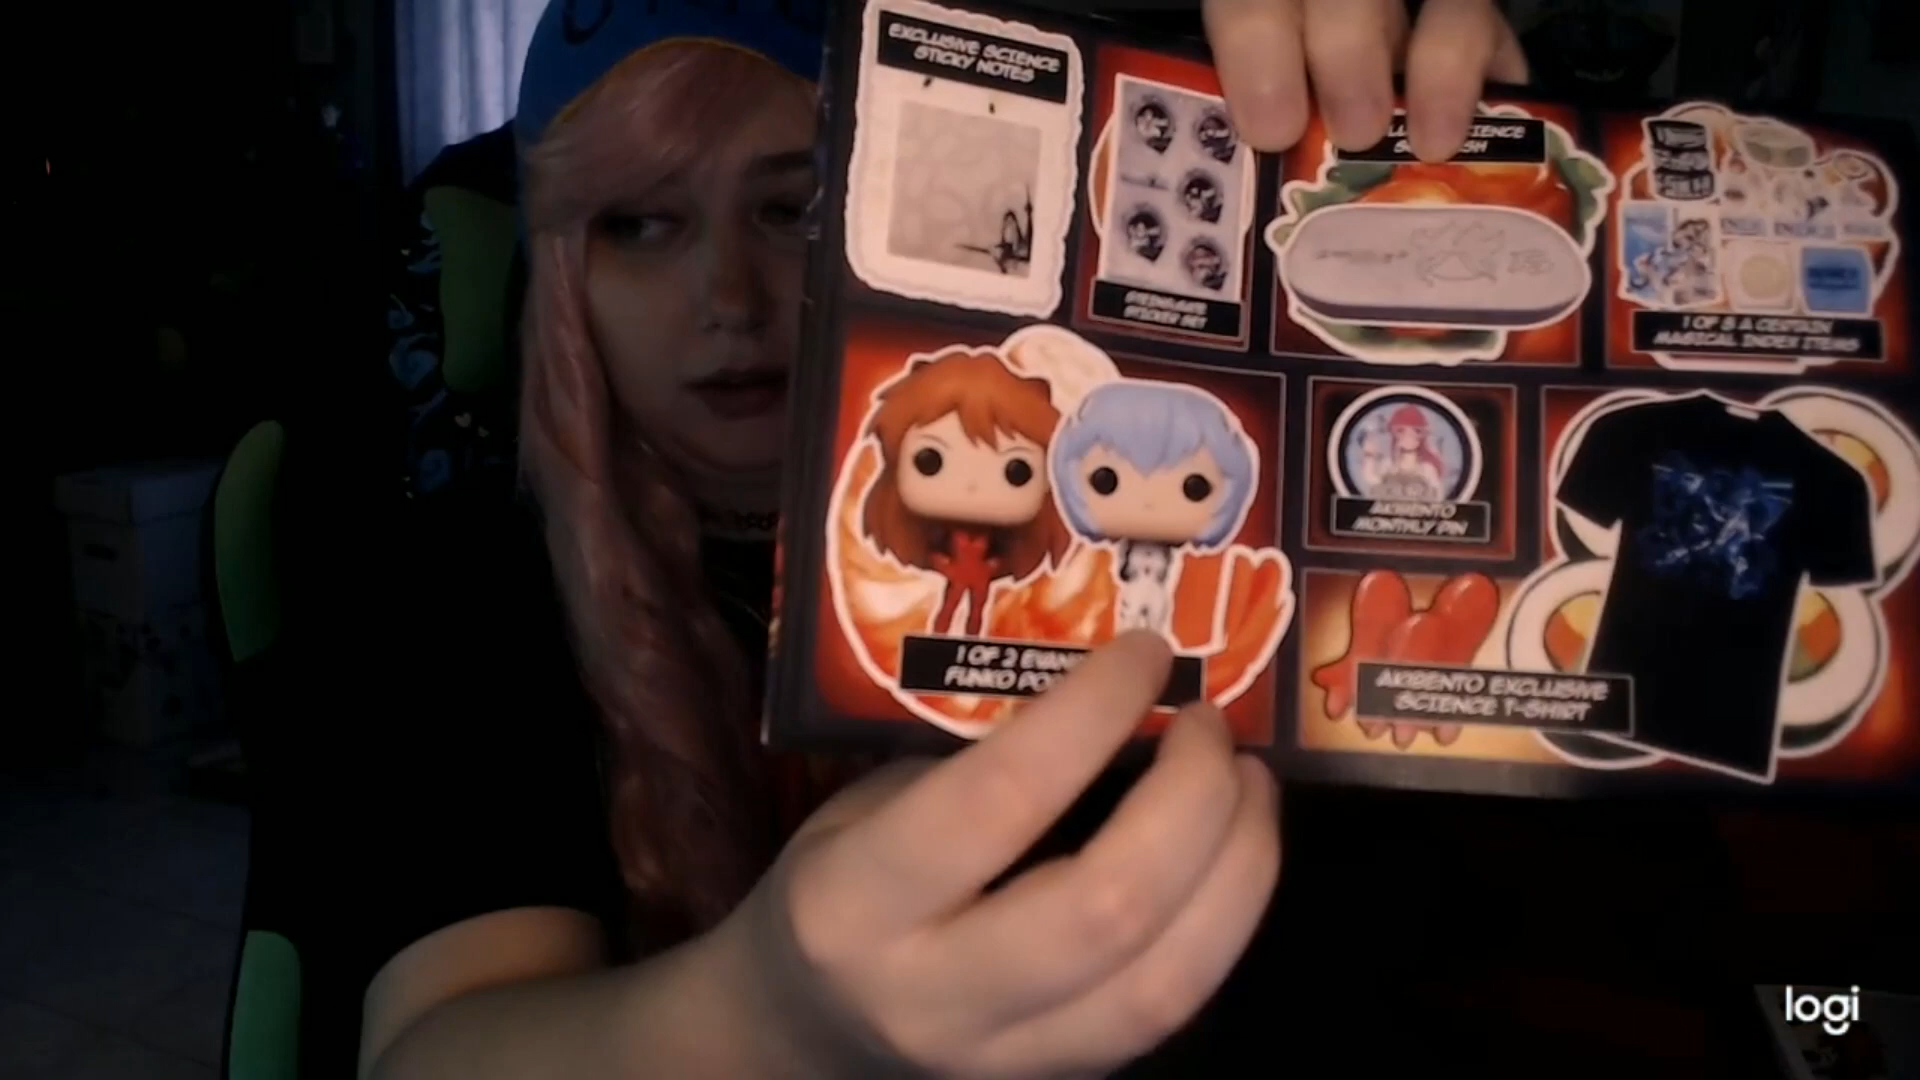 EXCLUSIVE SCIENCE
STICKY NOTES
STICKER SET
1 OF 8 A CERTAIN
MAGICAL INDEX ITEMS
1 OF 2
FUNKO
AKIBENTO
MONTHLY PIN
AKIBENTO EXCLUSIVE
SCIENCE T-SHIRT
logi